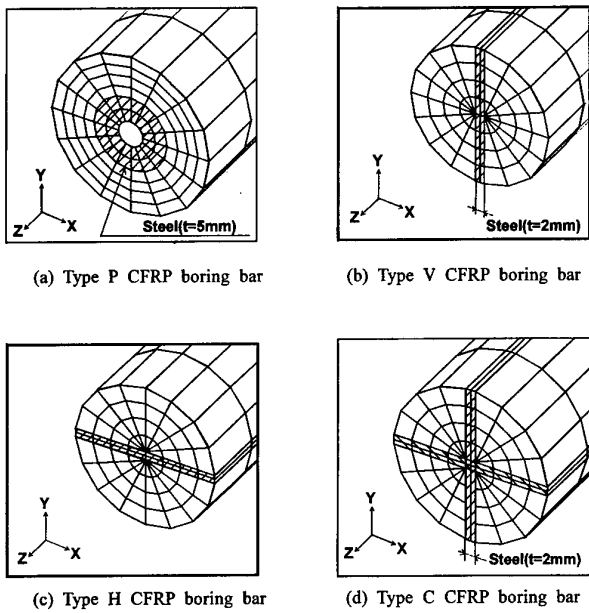 Y
Z
X
Steel(t=5mm)
(a) Type P CFRP boring bar
Y
Z
X
Steel(t=2mm)
(b) Type V CFRP boring bar
Y
Z
X
(c) Type H CFRP boring bar
Y
Z
X
Steel(t=2mm)
(d) Type C CFRP boring bar